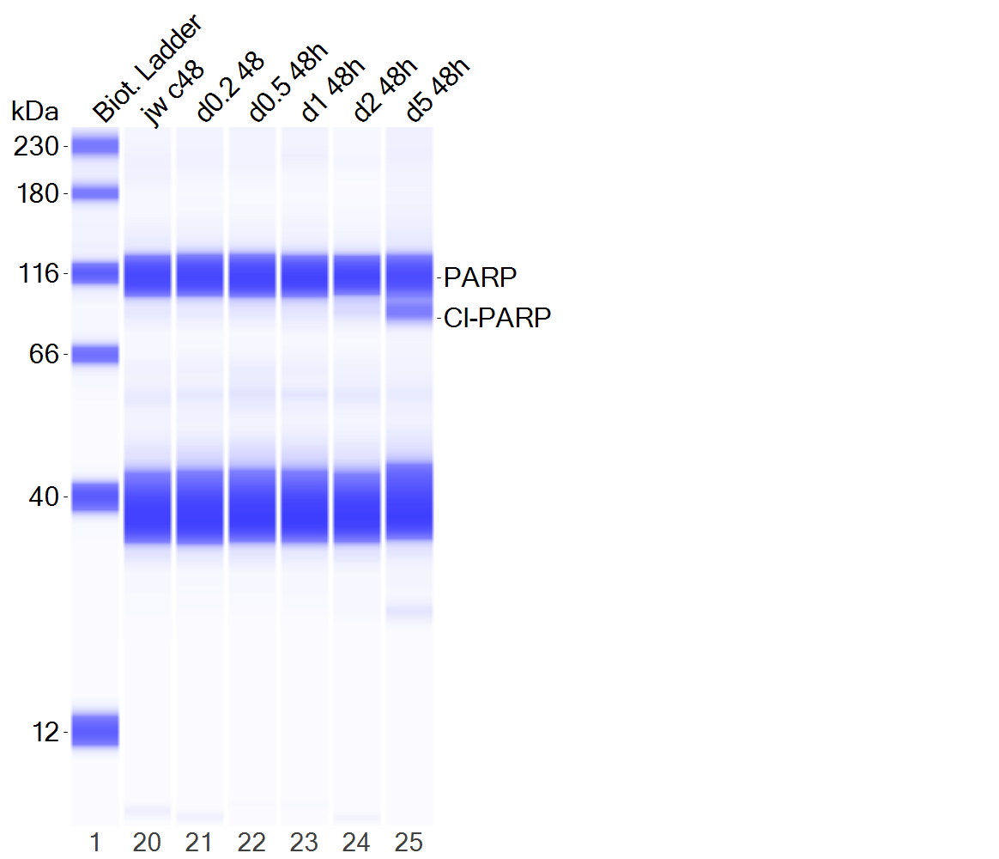 Biot. Ladder
jw c48
d0.2 48
d0.5 48h
d1 48h
d2 48h
d5 48h
kDa
230
180
116
66
40
12
PARP
Cl-PARP
1 20 21 22 23 24 25